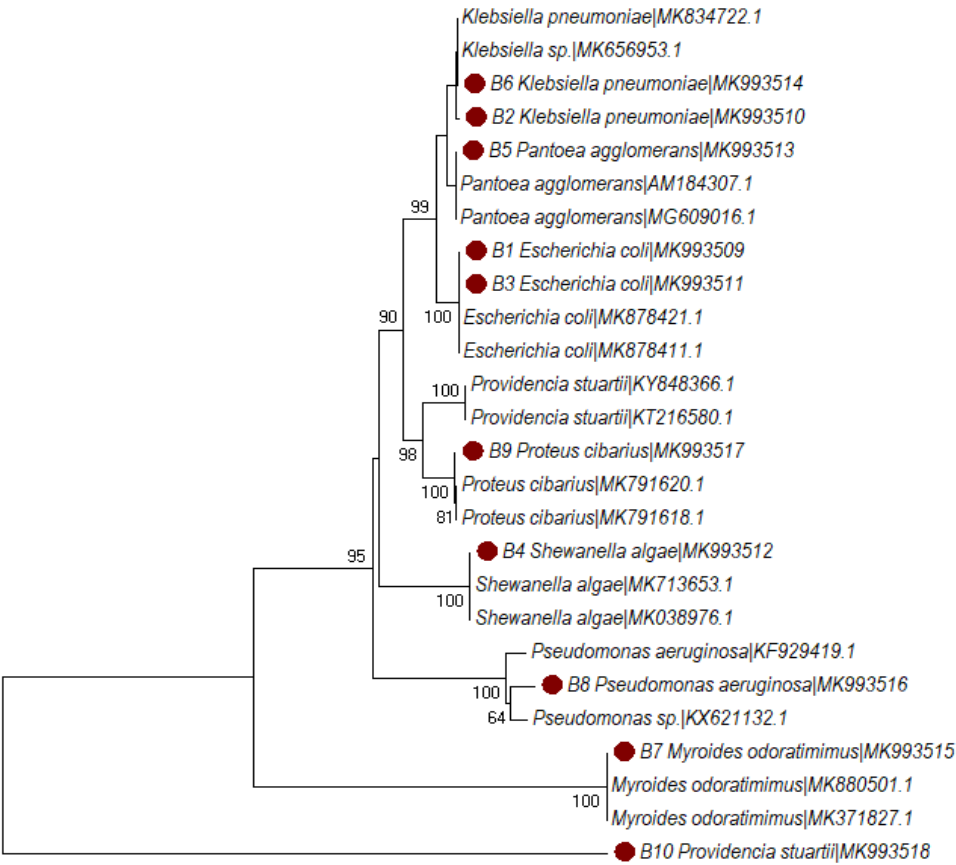 Klebsiella pneumoniae|MK834722.1
Klebsiella sp.|MK656953.1
B6 Klebsiella pneumoniae|MK993514
B2 Klebsiella pneumoniae|MK993510
B5 Pantoea agglomerans|MK993513
Pantoea agglomerans|AM184307.1
99
Pantoea agglomerans|MG609016.1
B1 Escherichia coli|MK993509
B3 Escherichia coli|MK993511
90
100
Escherichia coli|MK878421.1
Escherichia coli|MK878411.1
100
Providencia stuartii|KY848366.1
Providencia stuartii|KT216580.1
98
B9 Proteus cibarius|MK993517
100
Proteus cibarius|MK791620.1
81
Proteus cibarius|MK791618.1
95
B4 Shewanella algae|MK993512
Shewanella algae|MK713653.1
100
Shewanella algae|MK038976.1
Pseudomonas aeruginosa|KF929419.1
100
B8 Pseudomonas aeruginosa|MK993516
64
Pseudomonas sp.|KX621132.1
B7 Myroides odoratimimus|MK993515
Myroides odoratimimus|MK880501.1
100
Myroides odoratimimus|MK371827.1
B10 Providencia stuartii|MK993518